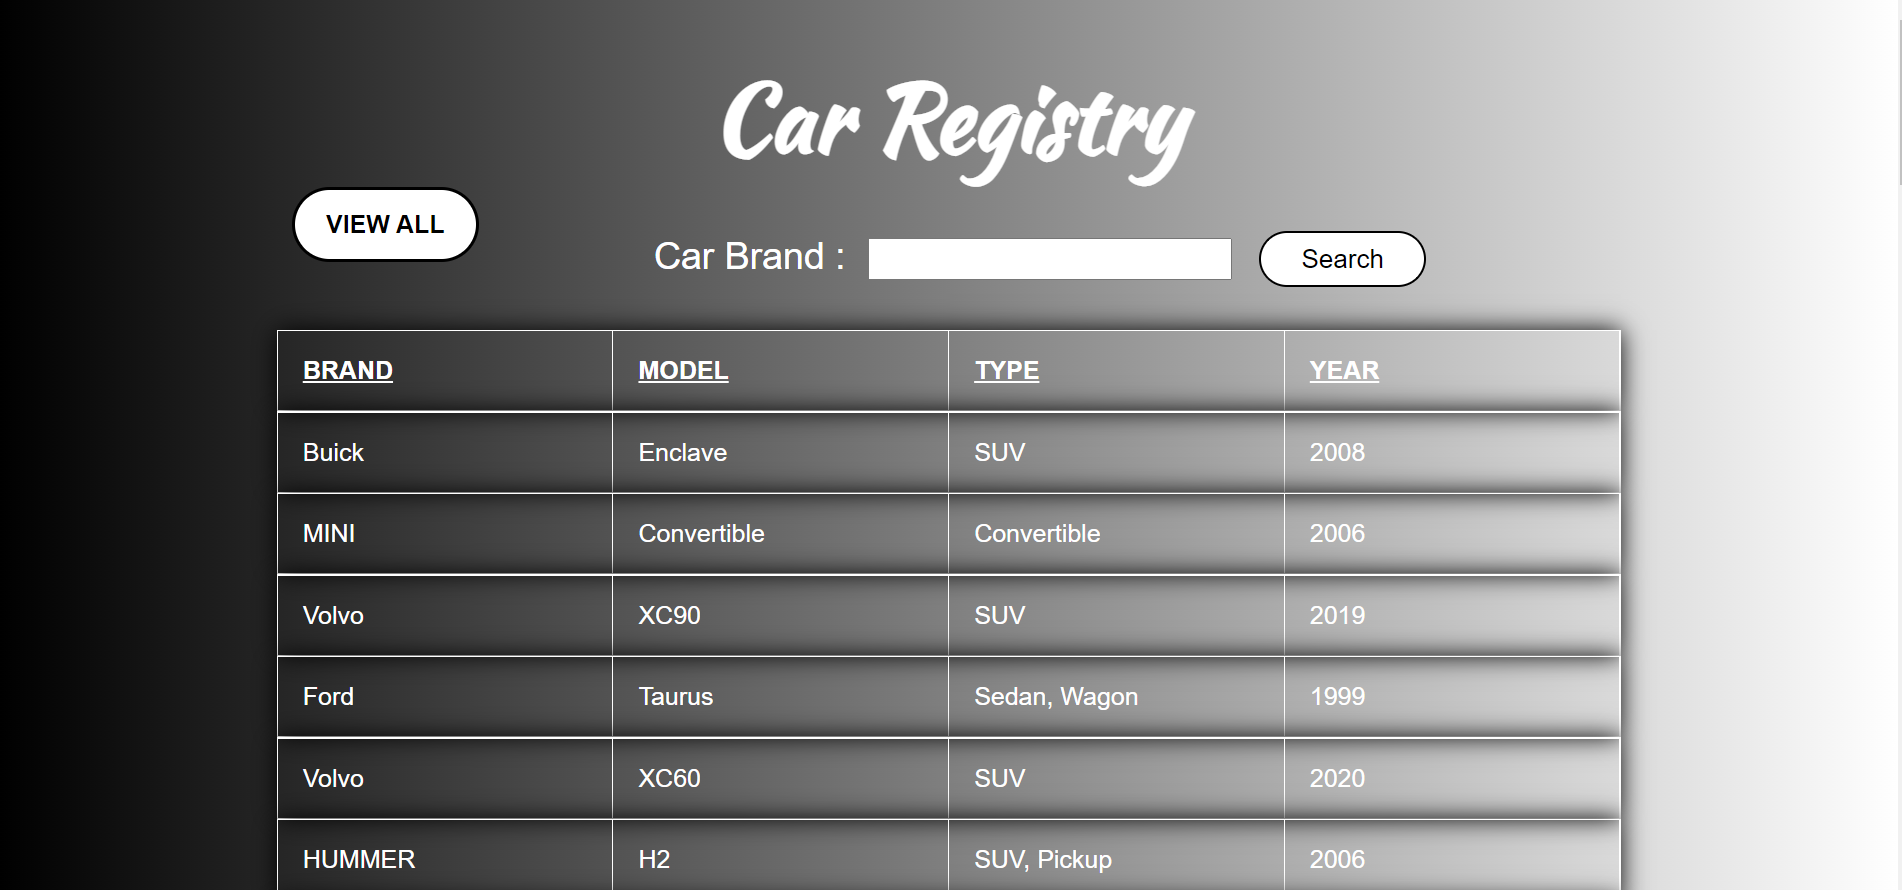 Car Registry
VIEW ALL
Car Brand : Search
BRAND MODEL TYPE YEAR
Buick Enclave SUV 2008
MINI Convertible Convertible 2006
Volvo XC90 SUV 2019
Ford Taurus Sedan, Wagon 1999
Volvo XC60 SUV 2020
HUMMER H2 SUV, Pickup 2006